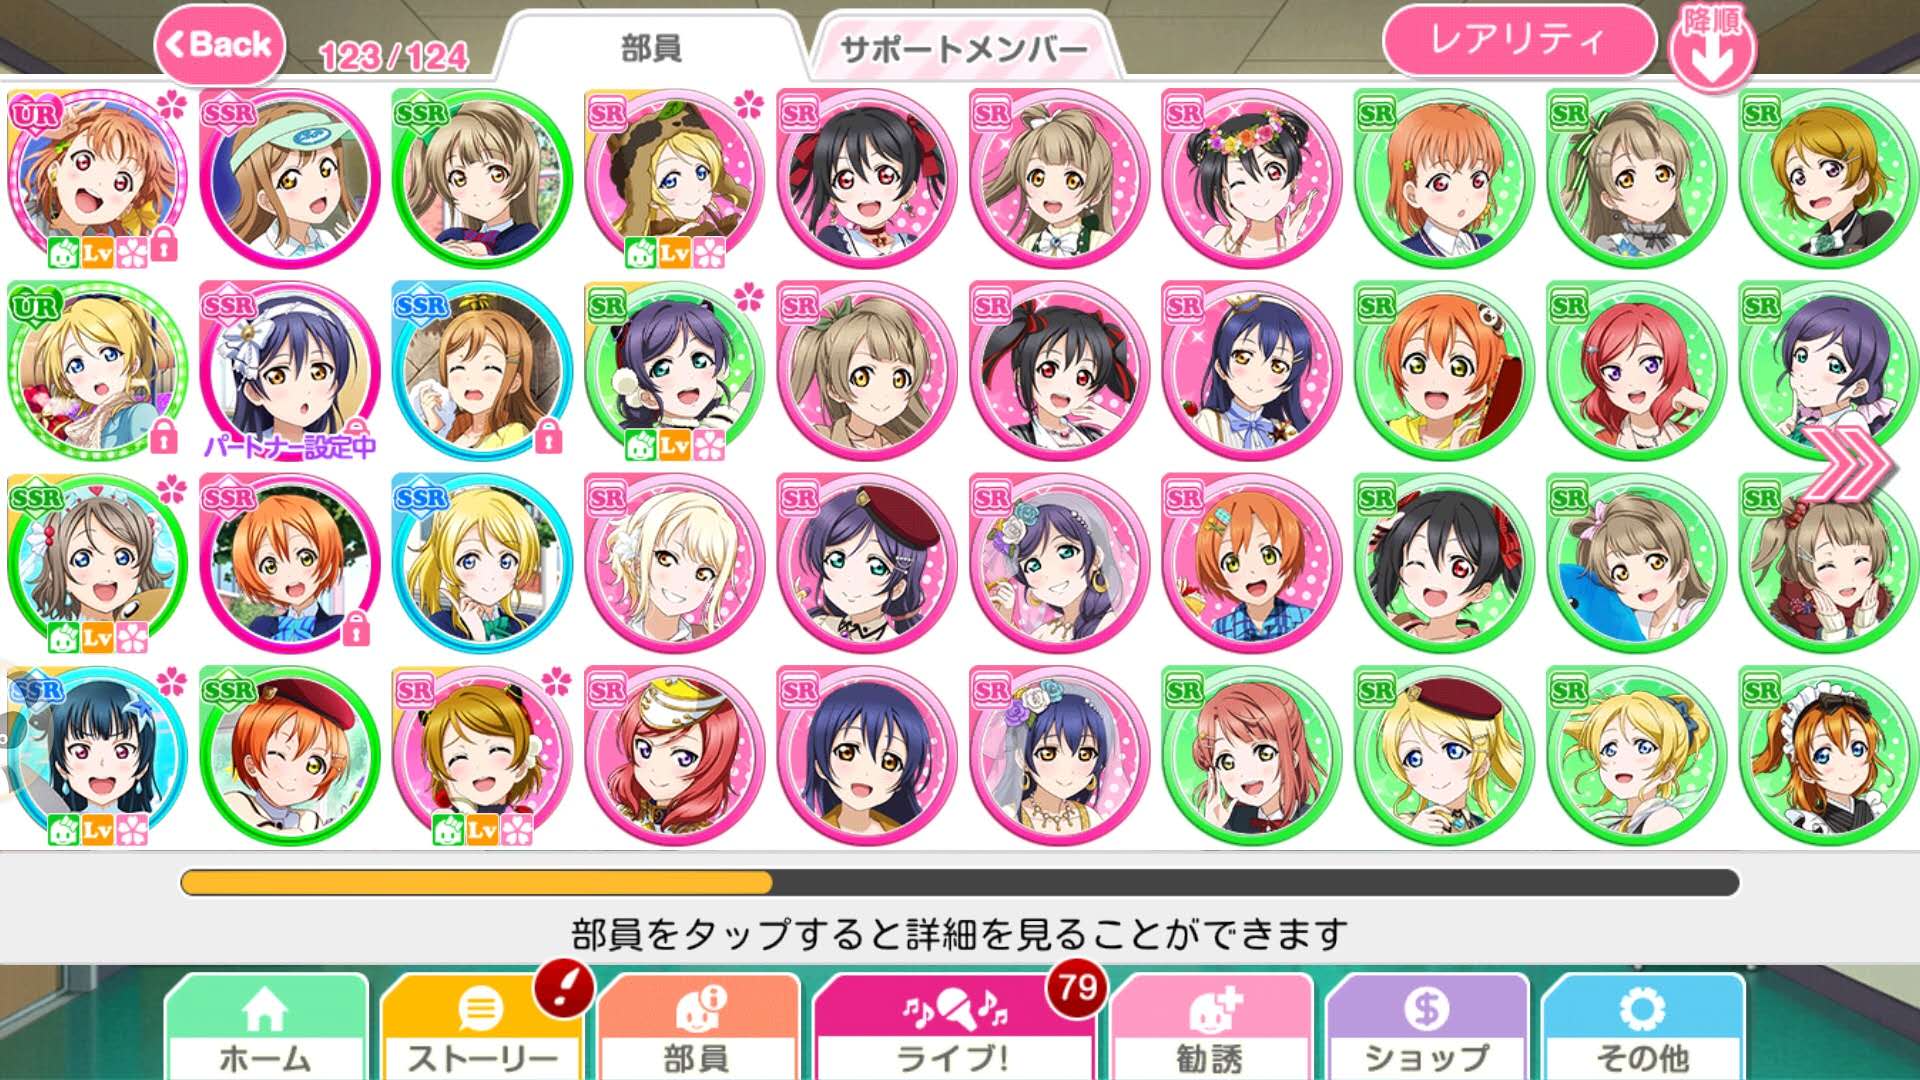 Back
123/124
部員
サポートメンバー
レアリティ
降順
UR SSR SSR SR SR SR SR SR SR SR
Lv Lv
UR SSR SSR SR SR SR SR SR SR SR
パートナー設定中
Lv
SSR SSR SSR SR SR SR SR SR SR SR
Lv
SSR SSR SR SR SR SR SR SR SR SR
Lv Lv
部員をタップすると詳細を見ることができます
ホーム
!
ストーリー
部員
79
ライブ!
勧誘
$
ショップ
その他